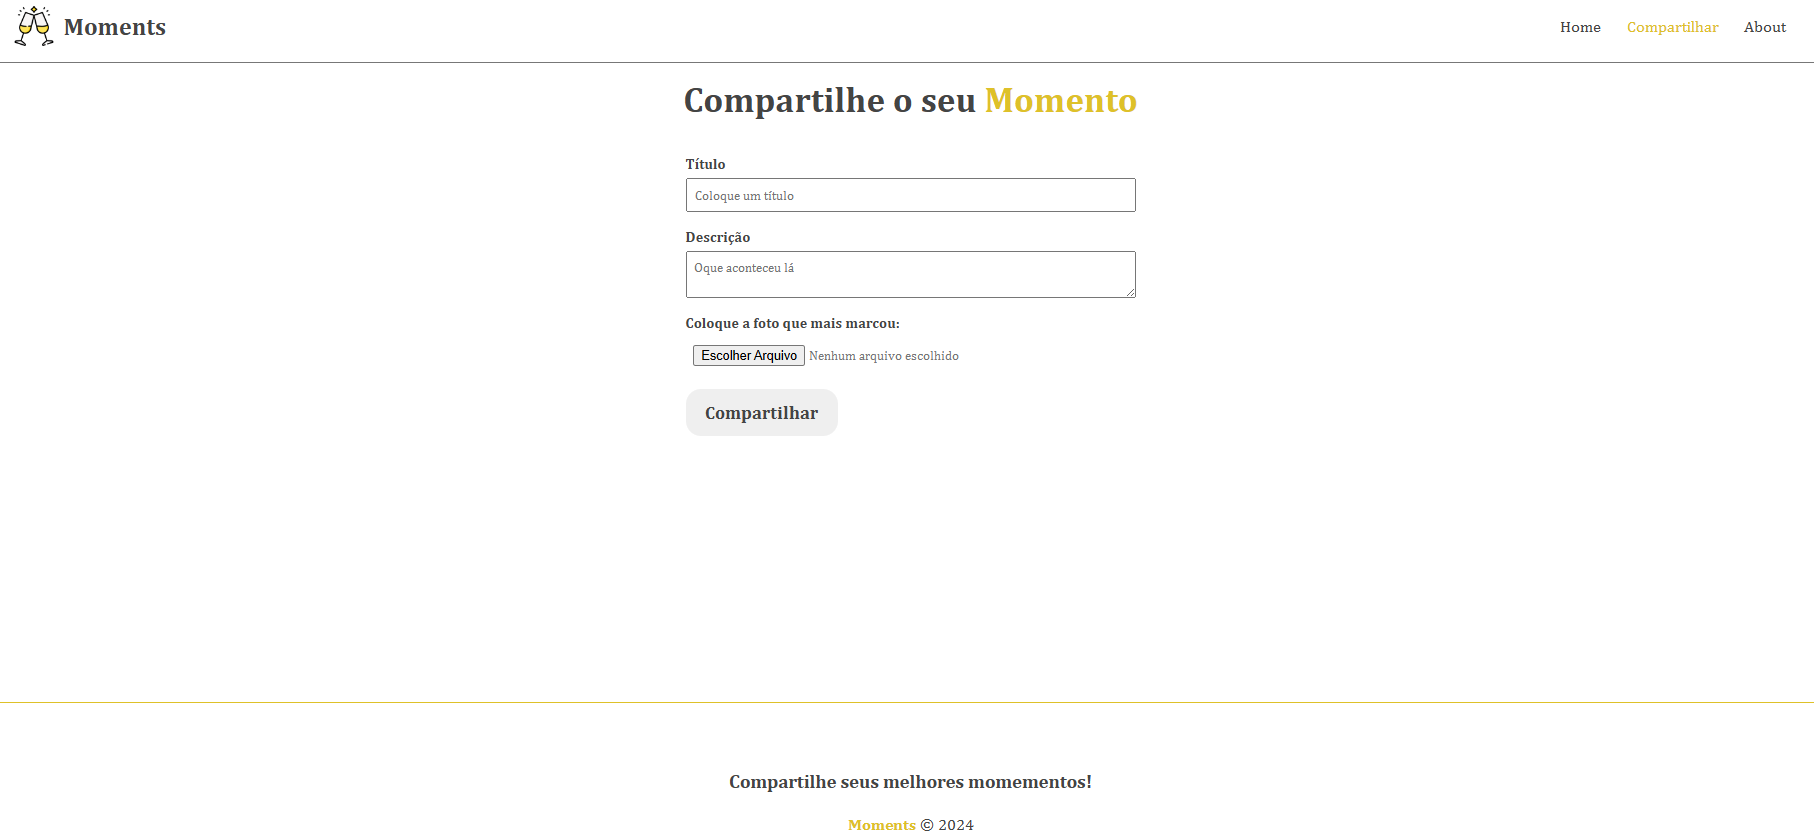 Moments
Home Compartilhar About
Compartilhe o seu Momento
Título
Coloque um título
Descrição
Oque aconteceu lá
Coloque a foto que mais marcou:
Escolher Arquivo Nenhum arquivo escolhido
Compartilhar
Compartilhe seus melhores momementos!
Moments © 2024